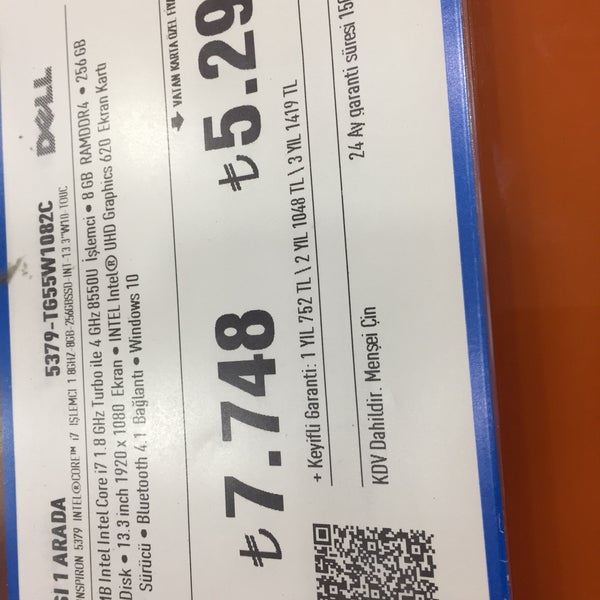 Sİ 1 ARADA
5379-TG55W1082C
DELL
NSPIRON 5379 INTEL®CORE™ i7 İŞLEMCİ 1.8GHZ-8GB-256GBSSD-INT-13.3"W10-TOUC
MB Intel Intel Core i7 1.8 GHz Turbo ile 4 GHz 8550U İşlemci • 8 GB RAMDDR4 • 256 GB
Disk • 13.3 inch 1920 x 1080 Ekran • INTEL Intel® UHD Graphics 620 Ekran Kartı
Sürücü • Bluetooth 4.1 Bağlantı • Windows 10
VATAN KARTA ÖZEL FİYA
₺7.748
₺5.29
+ Keyifli Garanti: 1 YIL 752 TL \ 2 YIL 1048 TL \ 3 YIL 1419 TL
KDV Dahildir. Menşei Çin
24 Ay garanti süresi 15